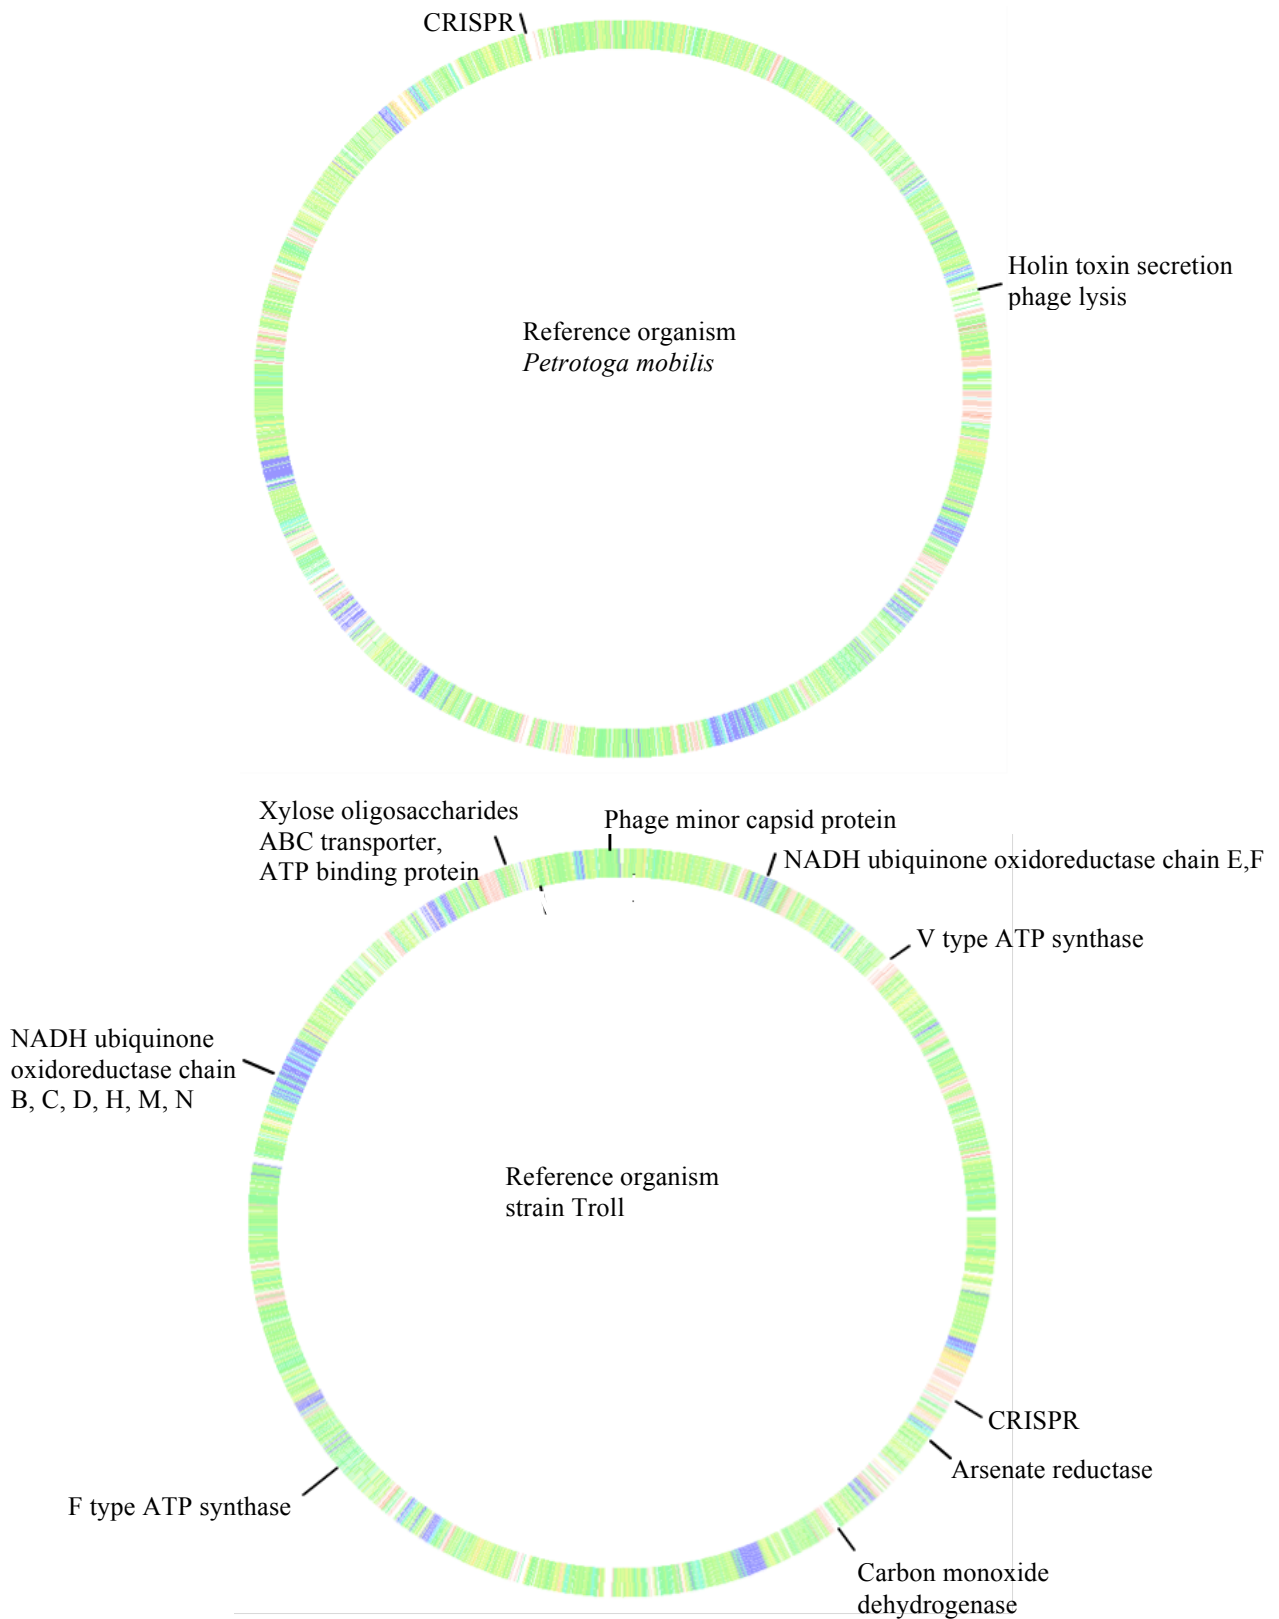 CRISPR
Holin toxin secretion
phage lysis
Reference organism
Petrotoga mobilis
Xylose oligosaccharides
ABC transporter,
ATP binding protein
Phage minor capsid protein
NADH ubiquinone oxidoreductase chain E,F
V type ATP synthase
NADH ubiquinone
oxidoreductase chain
B, C, D, H, M, N
Reference organism
strain Troll
CRISPR
Arsenate reductase
F type ATP synthase
Carbon monoxide
dehydrogenase